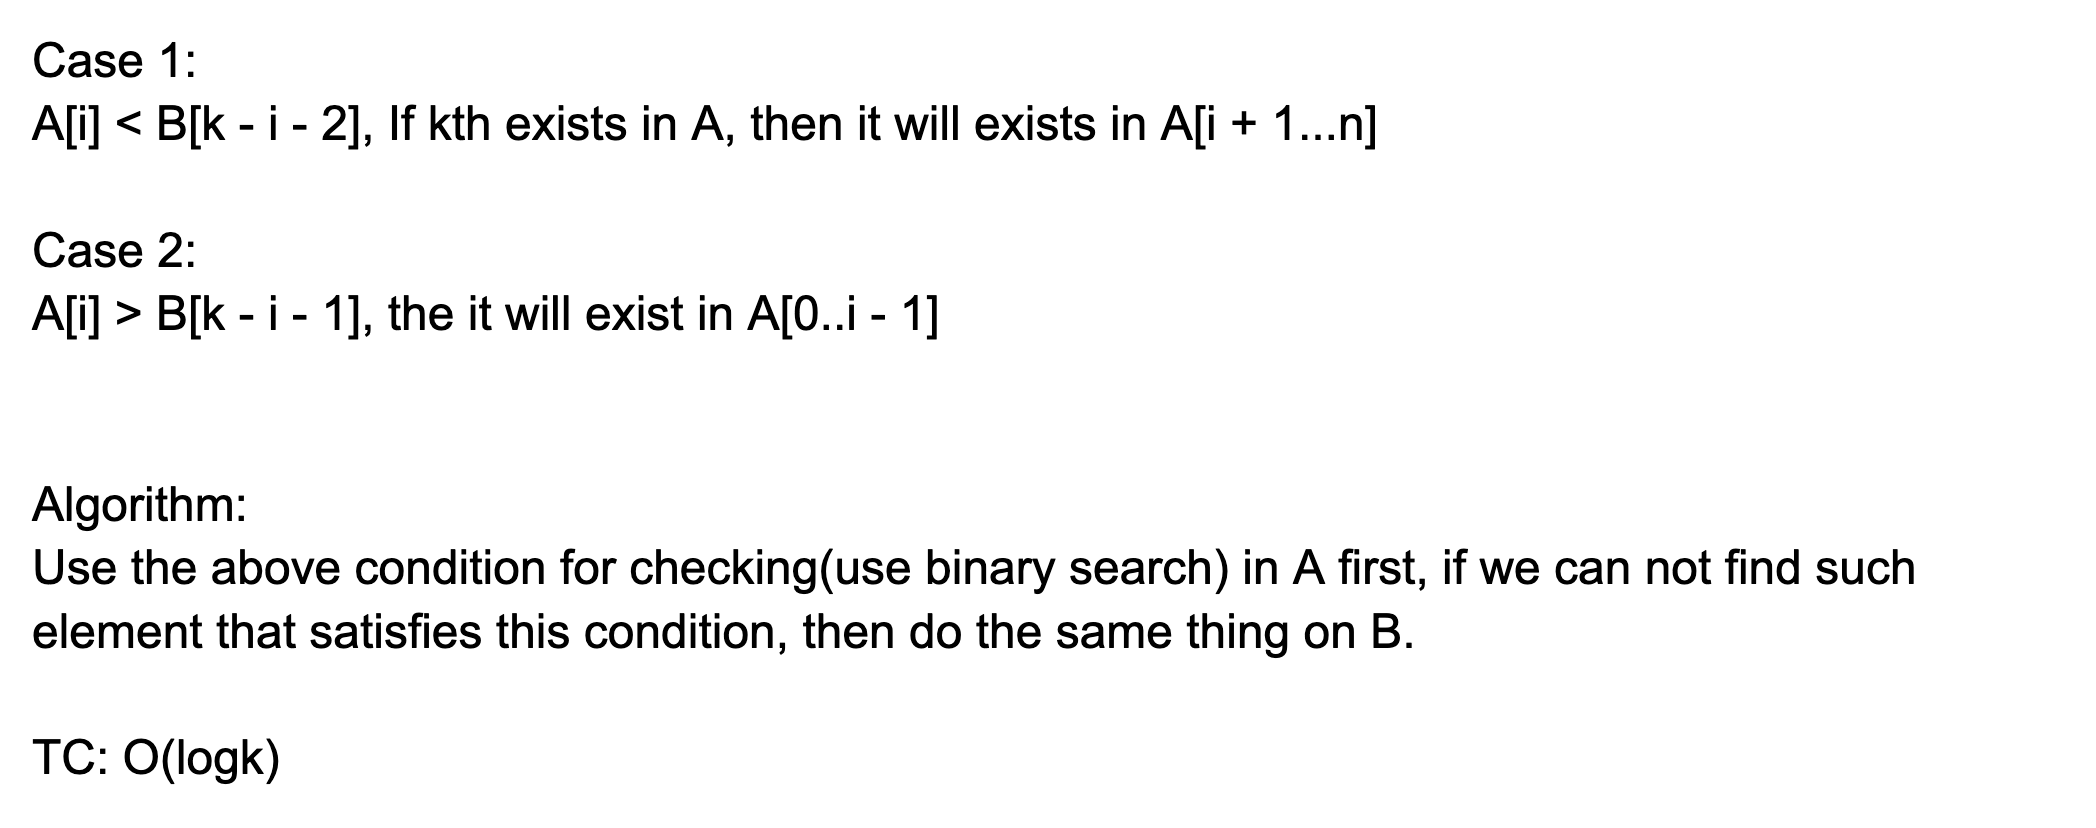 Case 1:
A[i] < B[k - i - 2], If kth exists in A, then it will exists in A[i + 1...n]
Case 2:
A[i] > B[k - i - 1], the it will exist in A[0..i - 1]
Algorithm:
Use the above condition for checking(use binary search) in A first, if we can not find such
element that satisfies this condition, then do the same thing on B.
TC: O(logk)